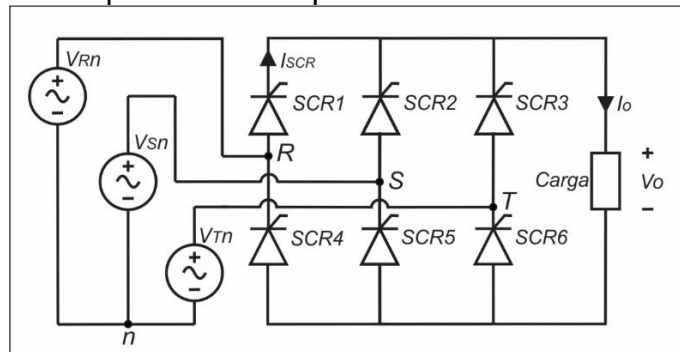 VRn
ISCR
SCR1
SCR2
SCR3
Io
VSn
R
S
Carga
+
Vo
−
T
VTn
SCR4
SCR5
SCR6
n